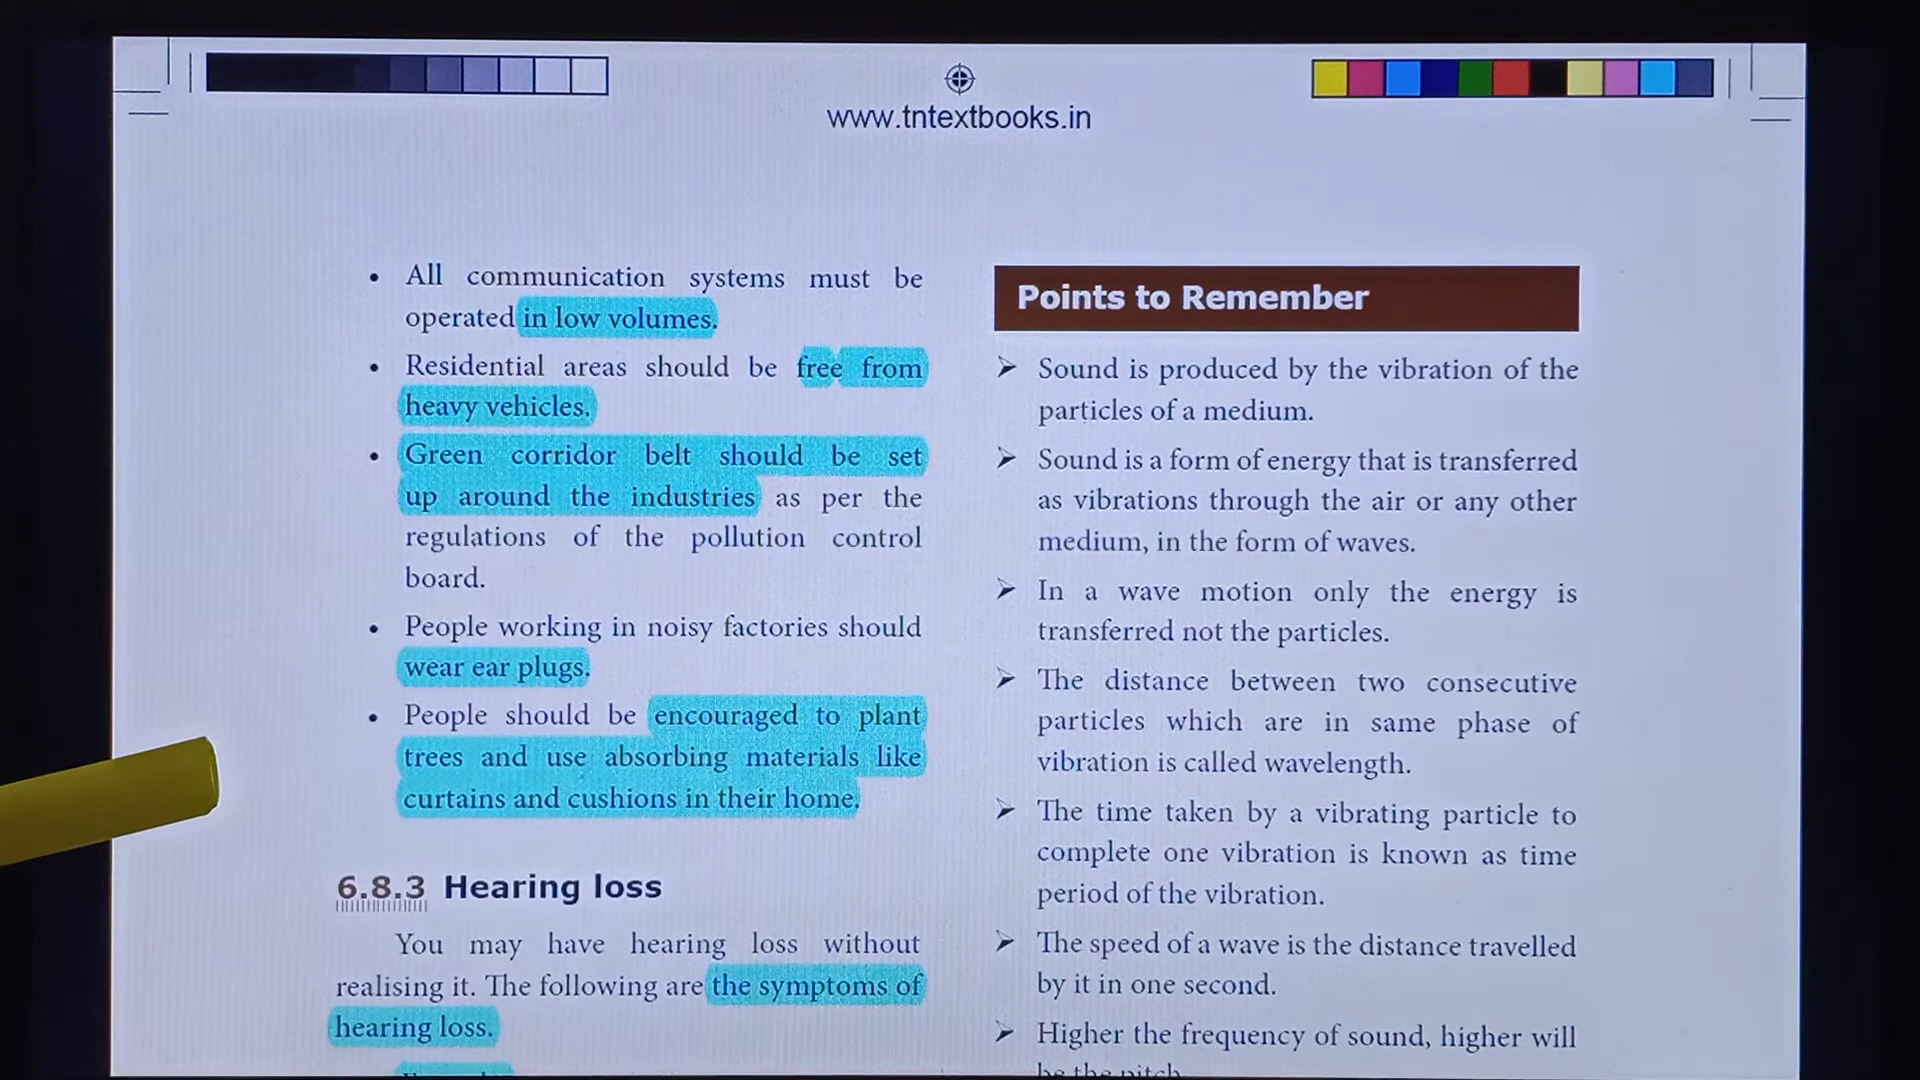 www.tntextbooks.in
• All communication systems must be
operated in low volumes.
• Residential areas should be free from
heavy vehicles.
• Green corridor belt should be set
up around the industries as per the
regulations of the pollution control
board.
• People working in noisy factories should
wear ear plugs.
• People should be encouraged to plant
trees and use absorbing materials like
curtains and cushions in their home.
6.8.3 Hearing loss
You may have hearing loss without
realising it. The following are the symptoms of
hearing loss.
Points to Remember
➢ Sound is produced by the vibration of the
particles of a medium.
➢ Sound is a form of energy that is transferred
as vibrations through the air or any other
medium, in the form of waves.
➢ In a wave motion only the energy is
transferred not the particles.
➢ The distance between two consecutive
particles which are in same phase of
vibration is called wavelength.
➢ The time taken by a vibrating particle to
complete one vibration is known as time
period of the vibration.
➢ The speed of a wave is the distance travelled
by it in one second.
➢ Higher the frequency of sound, higher will
be the pitch